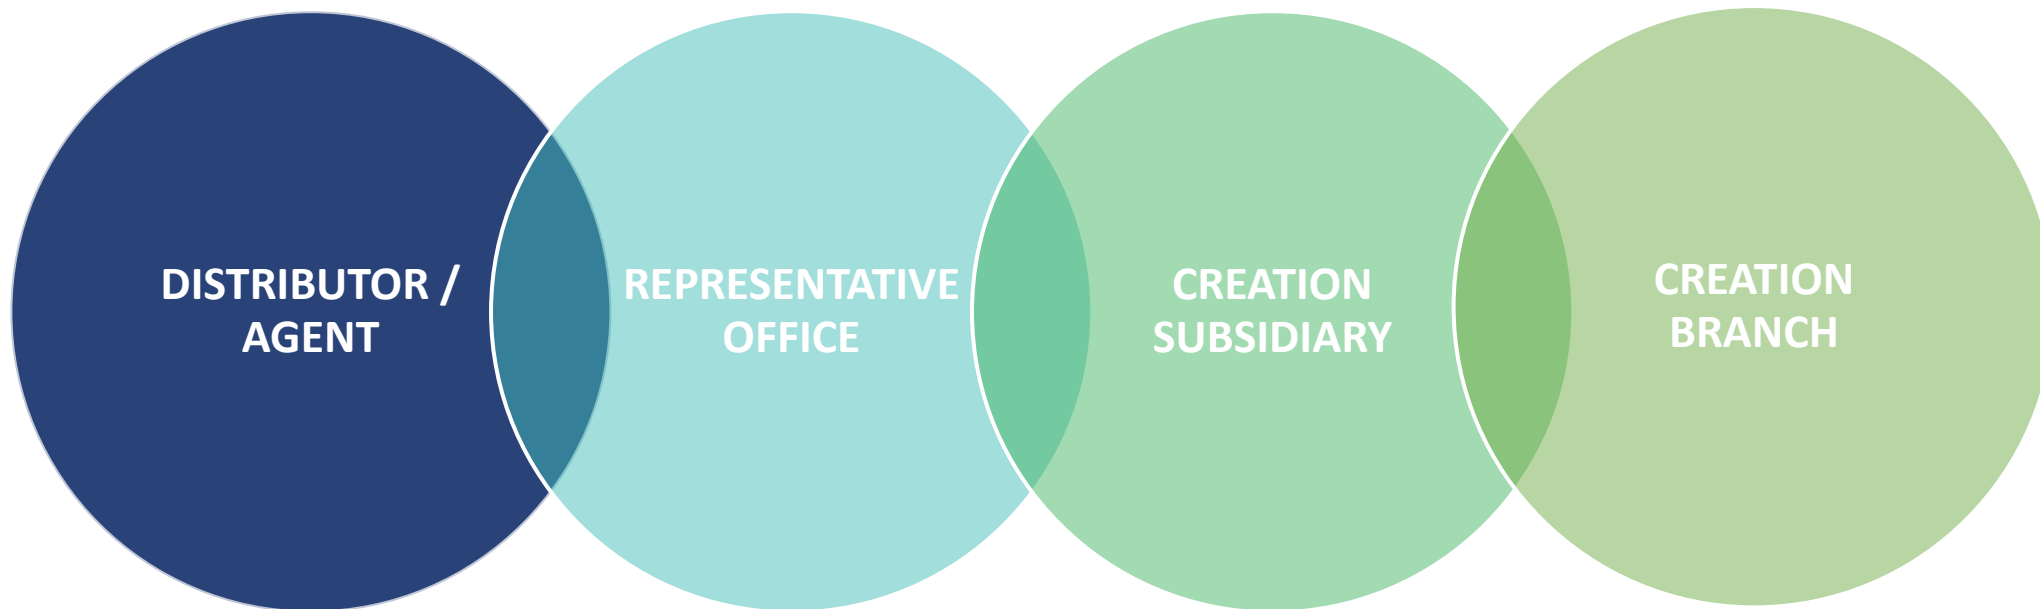 DISTRIBUTOR /
AGENT
REPRESENTATIVE
OFFICE
CREATION
SUBSIDIARY
CREATION
BRANCH